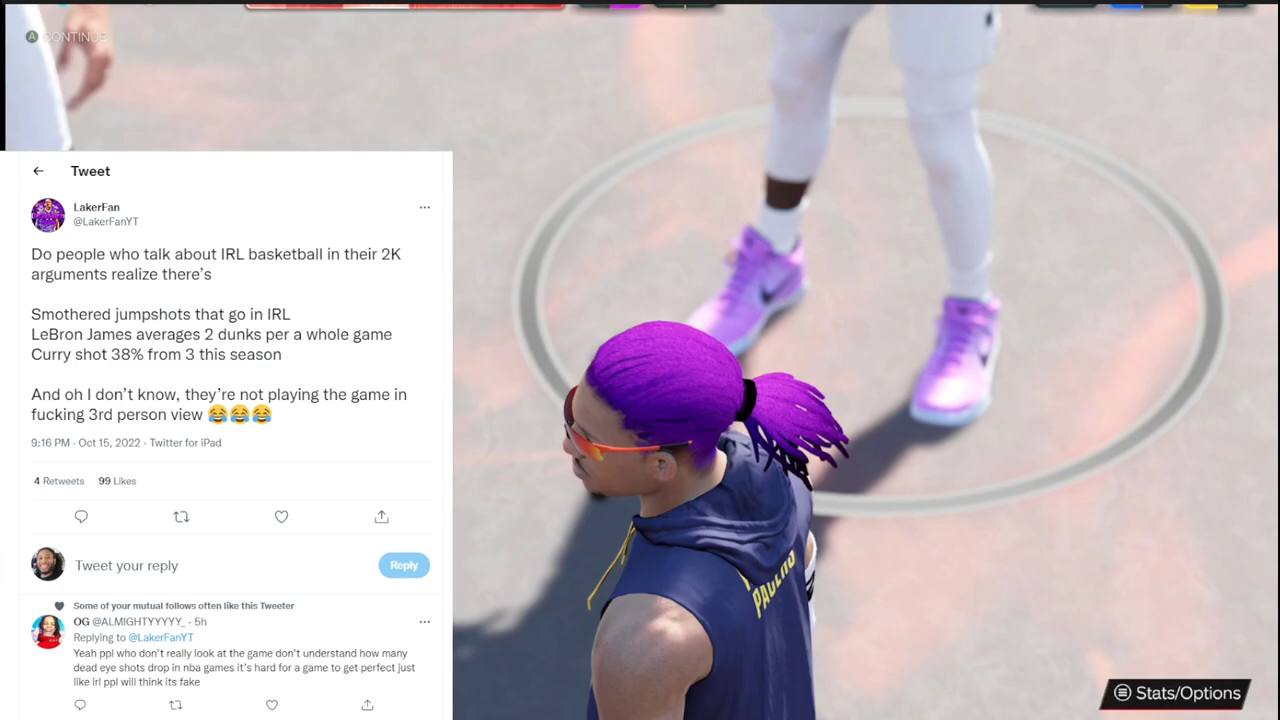 A CONTINUE
Tweet
LakerFan
@LakerFanYT
Do people who talk about IRL basketball in their 2K
arguments realize there's
Smothered jumpshots that go in IRL
LeBron James averages 2 dunks per a whole game
Curry shot 38% from 3 this season
And oh I don't know, they're not playing the game in
fucking 3rd person view 😂😂😂
9:16 PM · Oct 15, 2022 · Twitter for iPad
4 Retweets 99 Likes
Tweet your reply
Reply
Some of your mutual follows often like this Tweeter
OG @ALMIGHTYYYYY_ · 5h
Replying to @LakerFanYT
Yeah ppl who don't really look at the game don't understand how many
dead eye shots drop in nba games it's hard for a game to get perfect just
like irl ppl will think its fake
Stats/Options